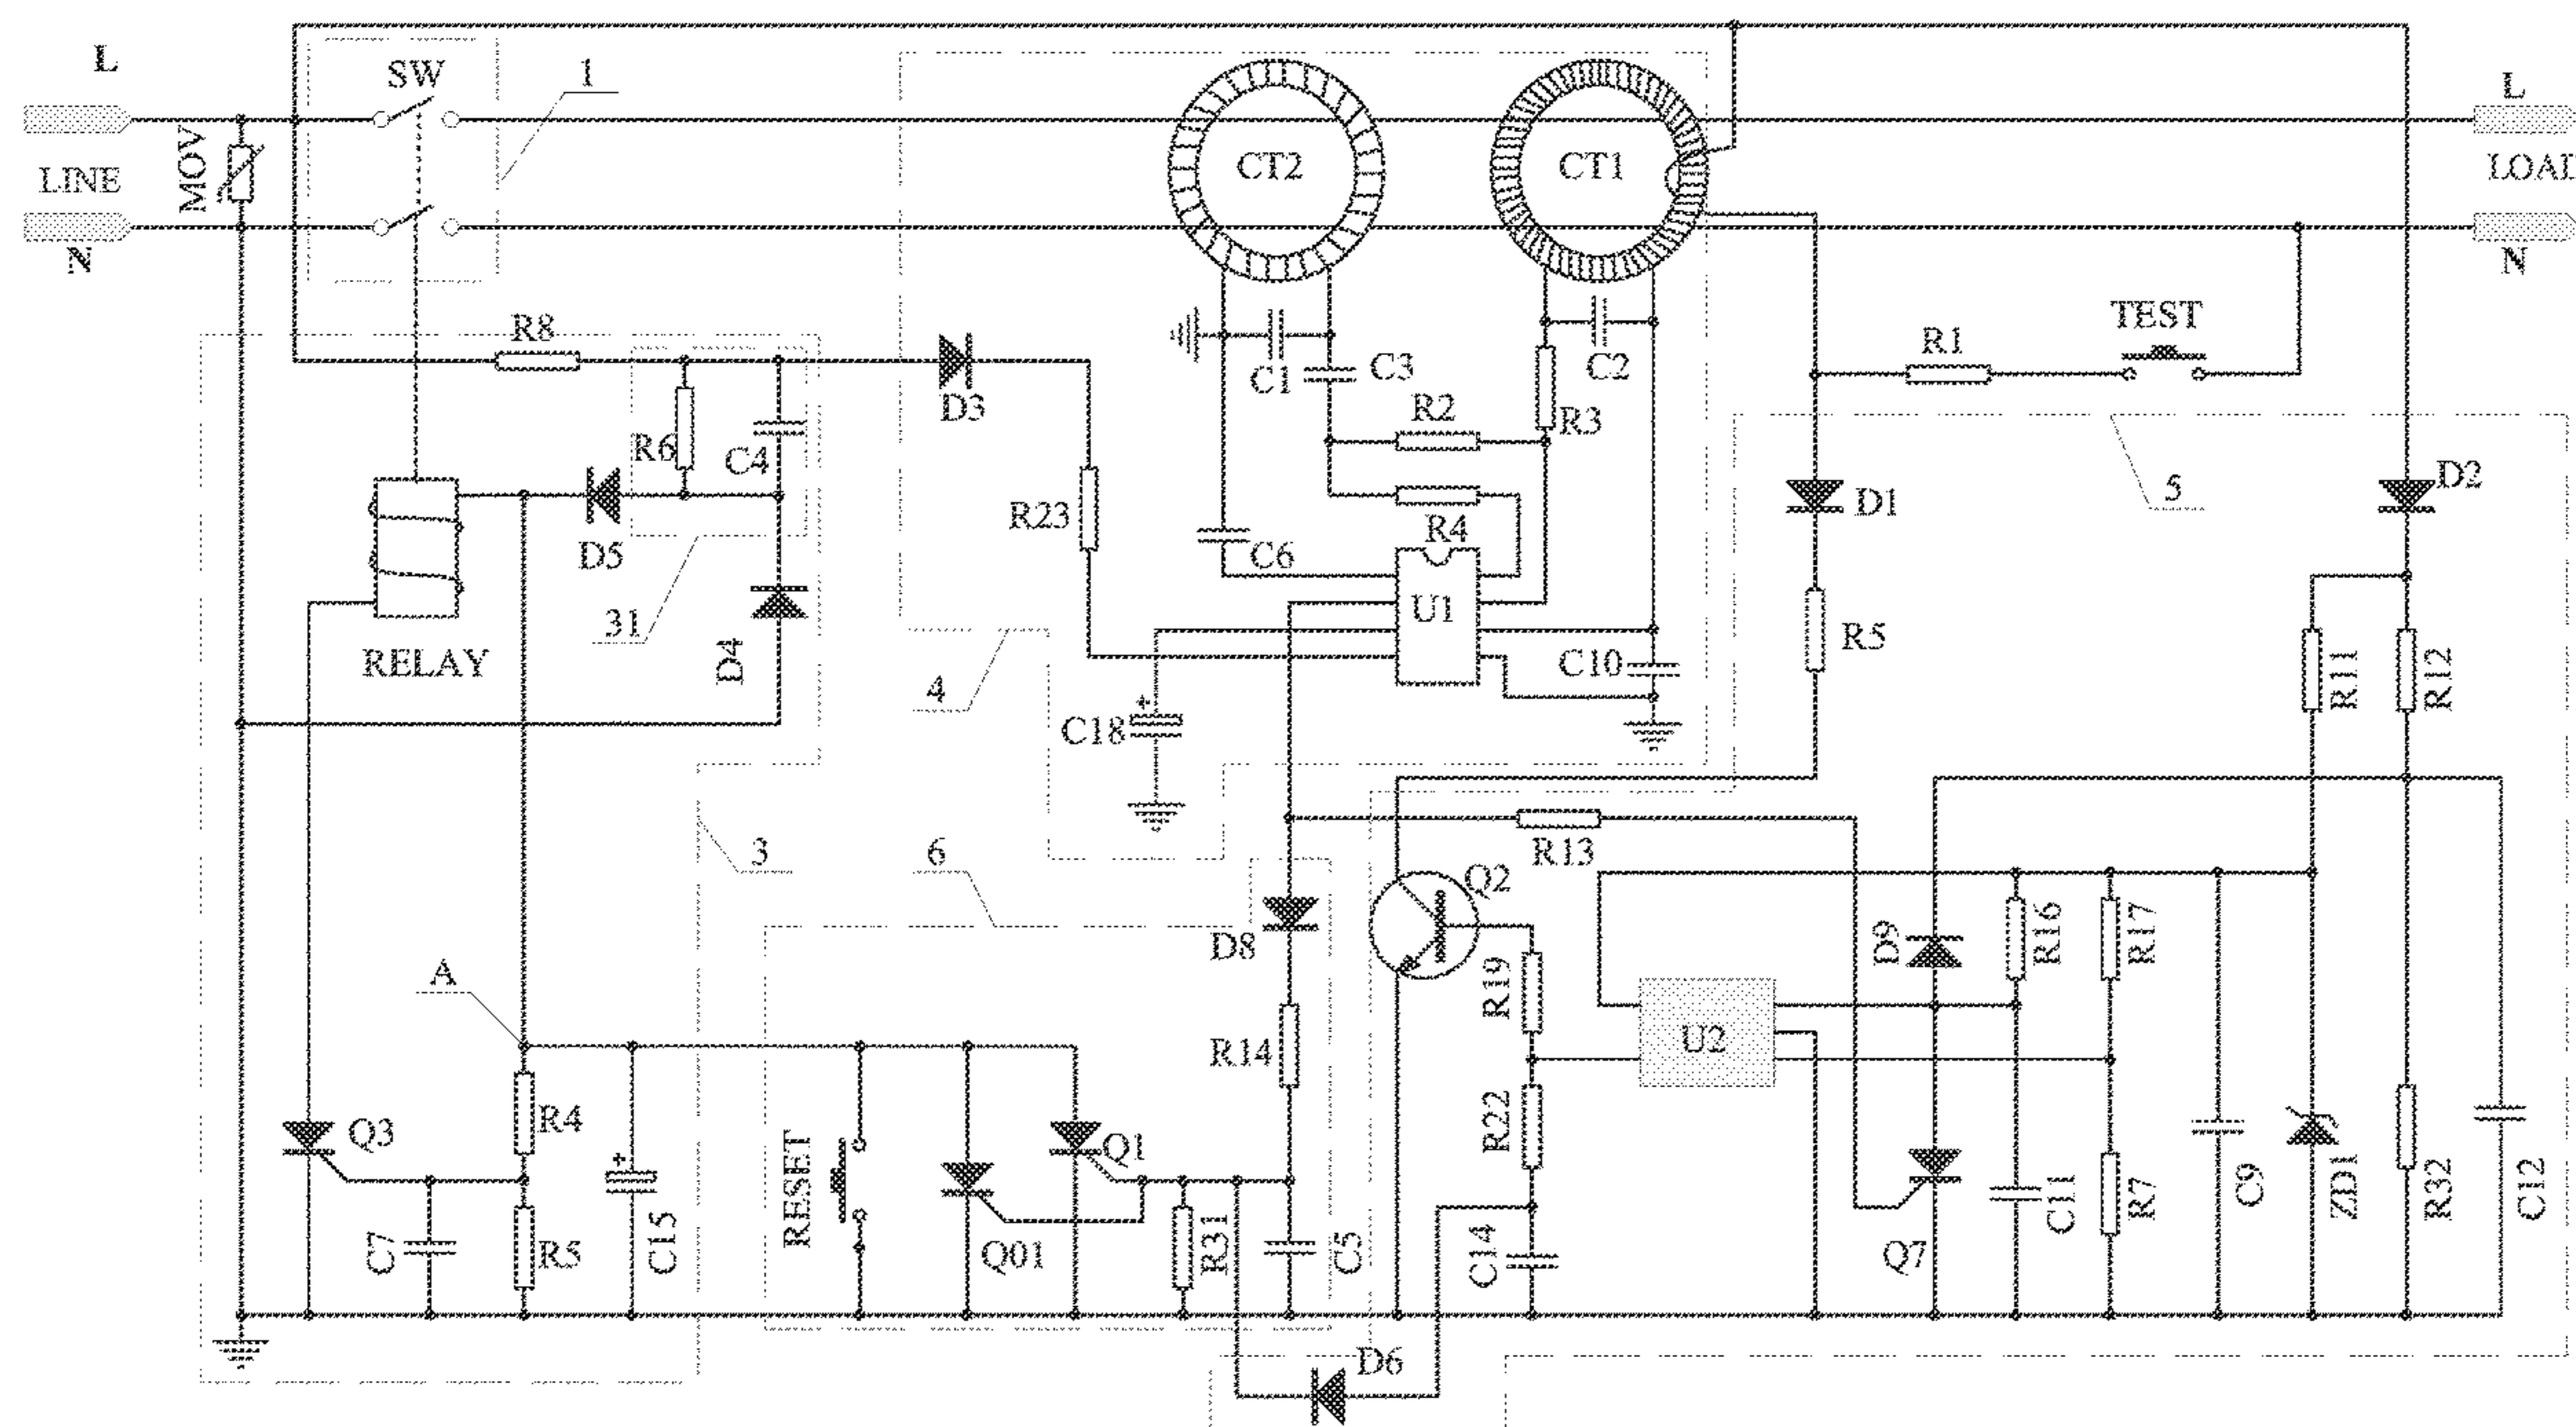 L
SW
1
L
MOV
LINE
CT2
CT1
LOAD
N
N
R8
C1
C3
C2
R1
TEST
D3
R2
R3
R6
C4
R23
R4
D1
5
D2
D5
C6
31
U1
RELAY
D4
4
C10
R5
R11
R12
C18
3
6
R13
Q2
D8
D9
R16
R17
A
R19
R14
U2
Q3
R4
RESET
Q1
R22
C7
R5
C15
Q01
R31
C5
C14
Q7
C11
R7
C9
ZD1
R32
C12
D6